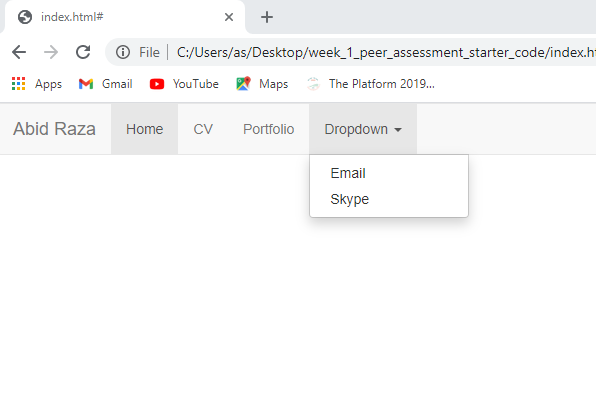 index.html#
File C:/Users/as/Desktop/week_1_peer_assessment_starter_code/index.h
Apps Gmail YouTube Maps The Platform 2019...
Abid Raza Home CV Portfolio Dropdown
Email
Skype